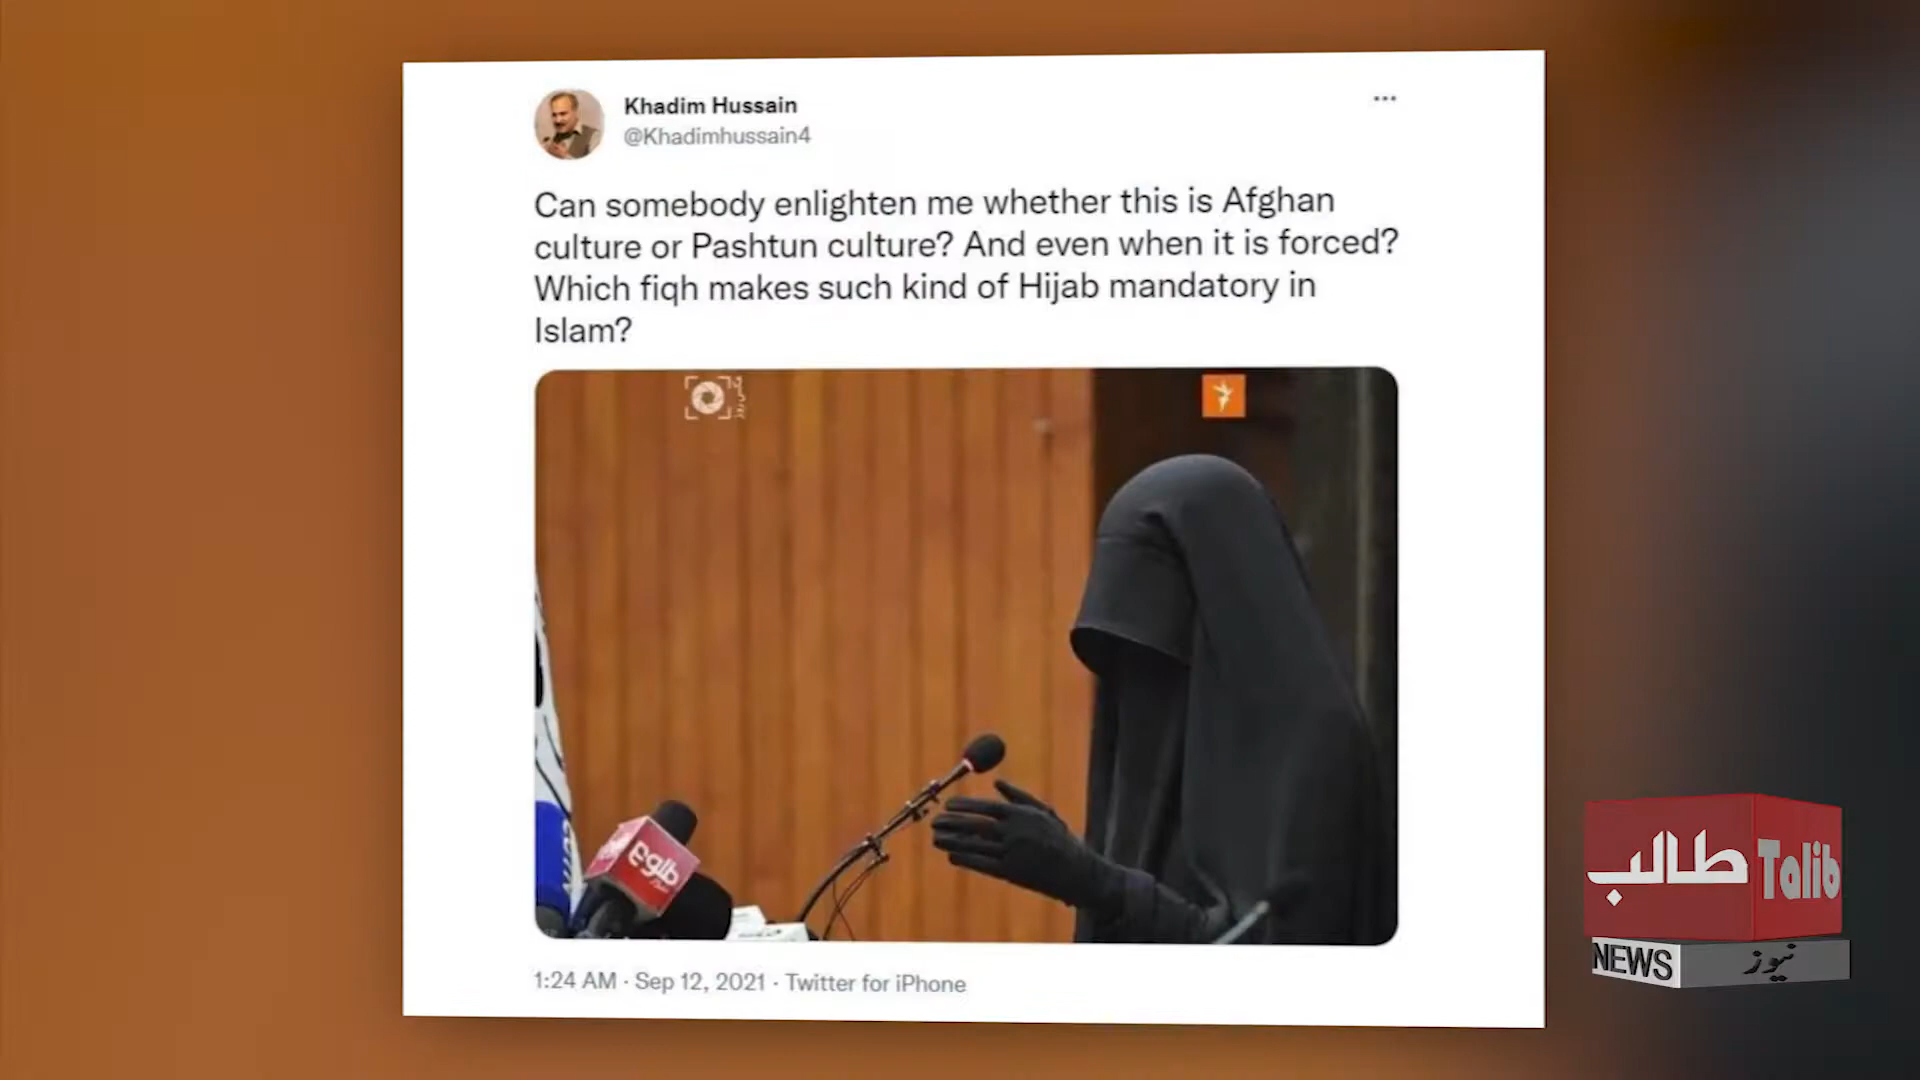 Khadim Hussain
@Khadimhussain4
Can somebody enlighten me whether this is Afghan
culture or Pashtun culture? And even when it is forced?
Which fiqh makes such kind of Hijab mandatory in
Islam?
طلوع
1:24 AM · Sep 12, 2021 · Twitter for iPhone
طالب Talib
NEWS نیوز